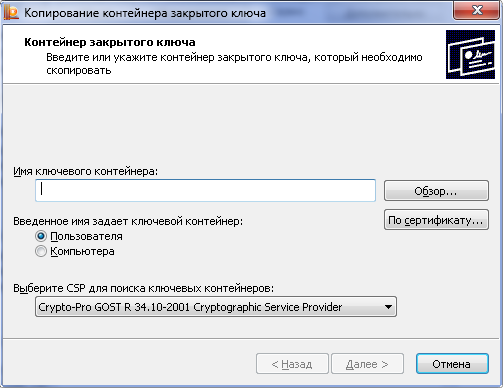 Копирование контейнера закрытого ключа
Контейнер закрытого ключа
Введите или укажите контейнер закрытого ключа, который необходимо
скопировать
Имя ключевого контейнера:
Обзор...
Введенное имя задает ключевой контейнер:
По сертификату...
Пользователя
Компьютера
Выберите CSP для поиска ключевых контейнеров:
Crypto-Pro GOST R 34.10-2001 Cryptographic Service Provider
< Назад
Далее >
Отмена